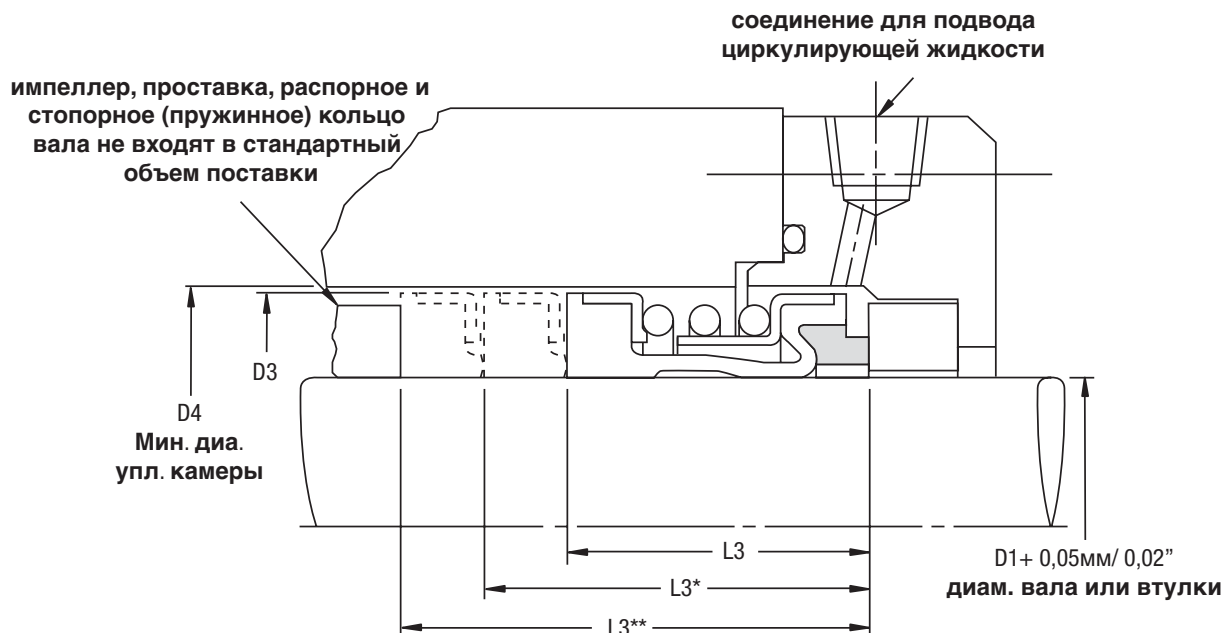 соединение для подвода
циркулирующей жидкости
импеллер, проставка, распорное и
стопорное (пружинное) кольцо
вала не входят в стандартный
объем поставки
D3
D4
Мин. диа.
упл. камеры
L3
L3*
L3**
D1+ 0,05мм/ 0,02”
диам. вала или втулки